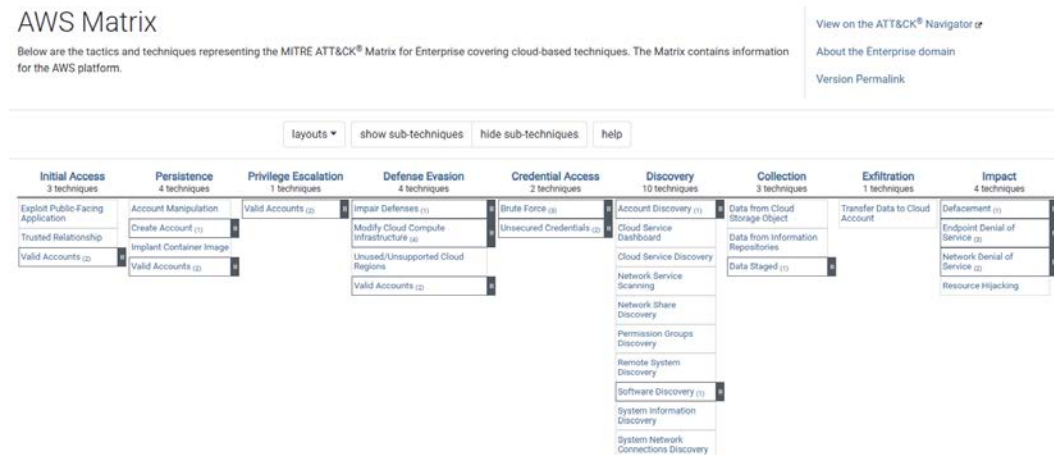 AWS Matrix
Below are the tactics and techniques representing the MITRE ATT&CK® Matrix for Enterprise covering cloud-based techniques. The Matrix contains information
for the AWS platform.
View on the ATT&CK® Navigator
About the Enterprise domain
Version Permalink
layouts
show sub-techniques
hide sub-techniques
help
Initial Access
3 techniques
Exploit Public-Facing
Application
Trusted Relationship
Valid Accounts (2)
Persistence
4 techniques
Account Manipulation
Create Account (1)
Implant Container Image
Valid Accounts (2)
Privilege Escalation
1 techniques
Valid Accounts (2)
Defense Evasion
4 techniques
Impair Defenses (1)
Modify Cloud Compute
Infrastructure (4)
Unused/Unsupported Cloud
Regions
Valid Accounts (2)
Credential Access
2 techniques
Brute Force (3)
Unsecured Credentials (2)
Discovery
10 techniques
Account Discovery (1)
Cloud Service
Dashboard
Cloud Service Discovery
Network Service
Scanning
Network Share
Discovery
Permission Groups
Discovery
Remote System
Discovery
Software Discovery (1)
System Information
Discovery
System Network
Connections Discovery
Collection
3 techniques
Data from Cloud
Storage Object
Data from Information
Repositories
Data Staged (1)
Exfiltration
1 techniques
Transfer Data to Cloud
Account
Impact
4 techniques
Defacement (1)
Endpoint Denial of
Service (3)
Network Denial of
Service (2)
Resource Hijacking